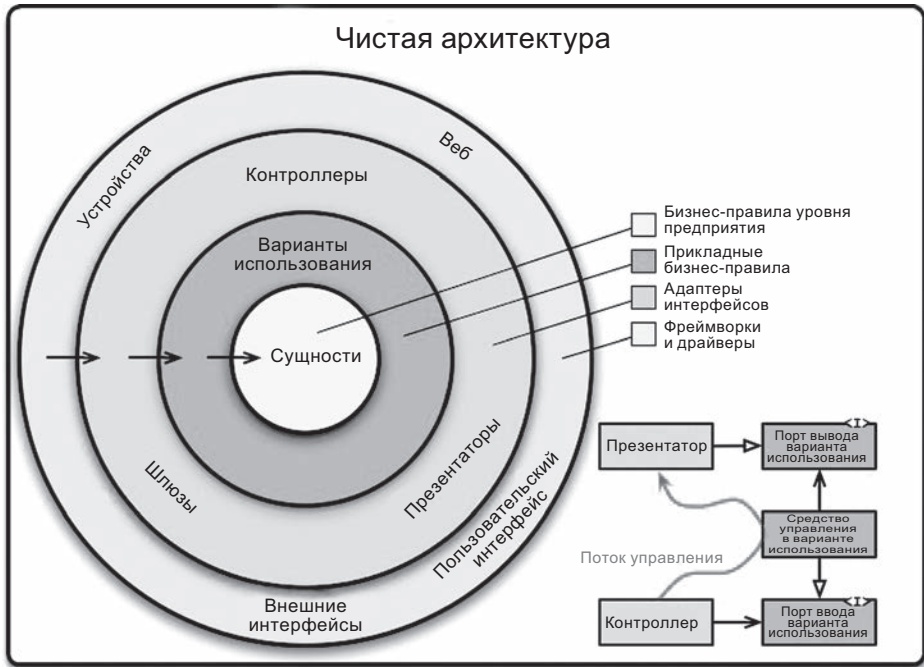 Чистая архитектура
Устройства
Веб
Контроллеры
Варианты
использования
Сущности
Шлюзы
Презентаторы
Пользовательский
интерфейс
Внешние
интерфейсы
Бизнес-правила уровня
предприятия
Прикладные
бизнес-правила
Адаптеры
интерфейсов
Фреймворки
и драйверы
Презентатор
<I>
Порт вывода
варианта
использования
Средство
управления
в варианте
использования
Поток управления
Контроллер
<I>
Порт ввода
варианта
использования